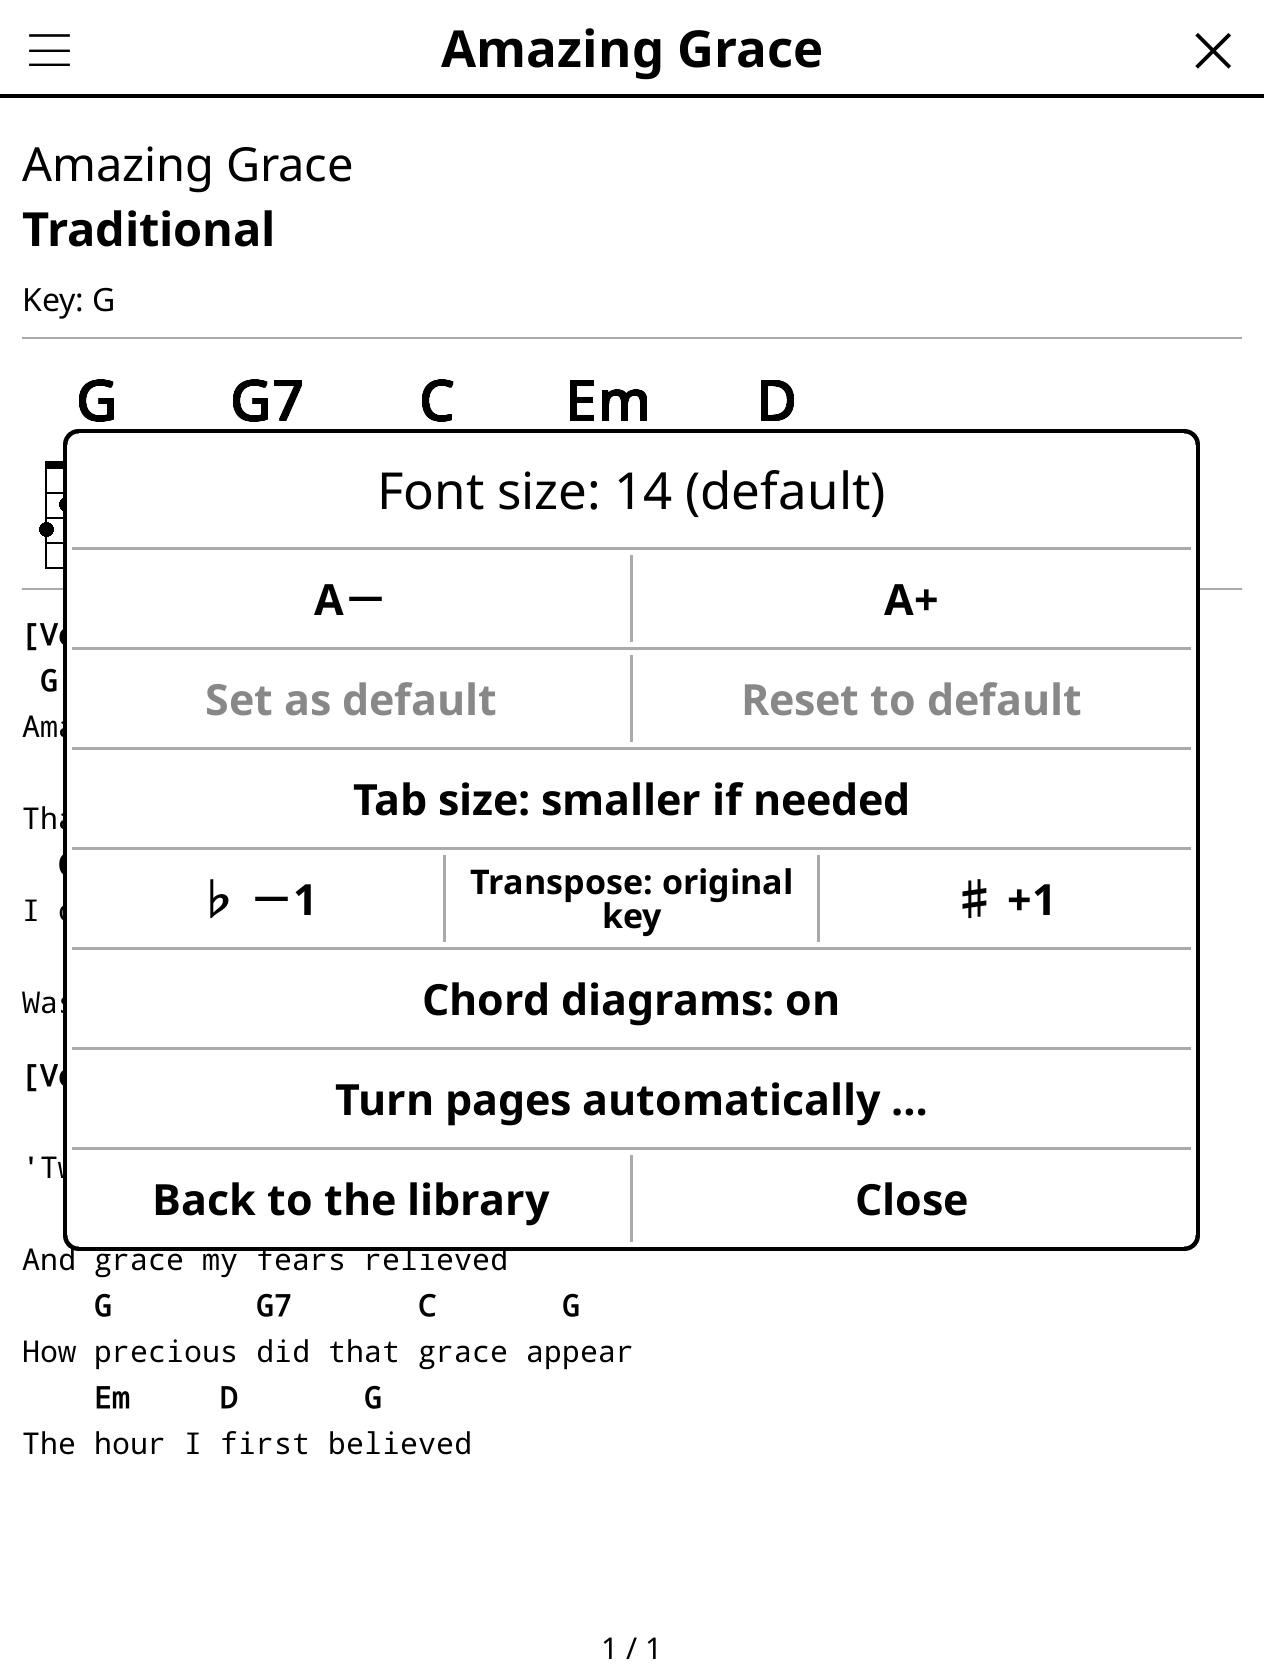 Amazing Grace
Amazing Grace
Traditional
Key: G
G G7 C Em D
Font size: 14 (default)
A— A+
Set as default Reset to default
Tab size: smaller if needed
♭ —1 Transpose: original key ♯ +1
Chord diagrams: on
Turn pages automatically ...
Back to the library Close
G
I
And grace my fears relieved
G G7 C G
How precious did that grace appear
Em D G
The hour I first believed
1 / 1